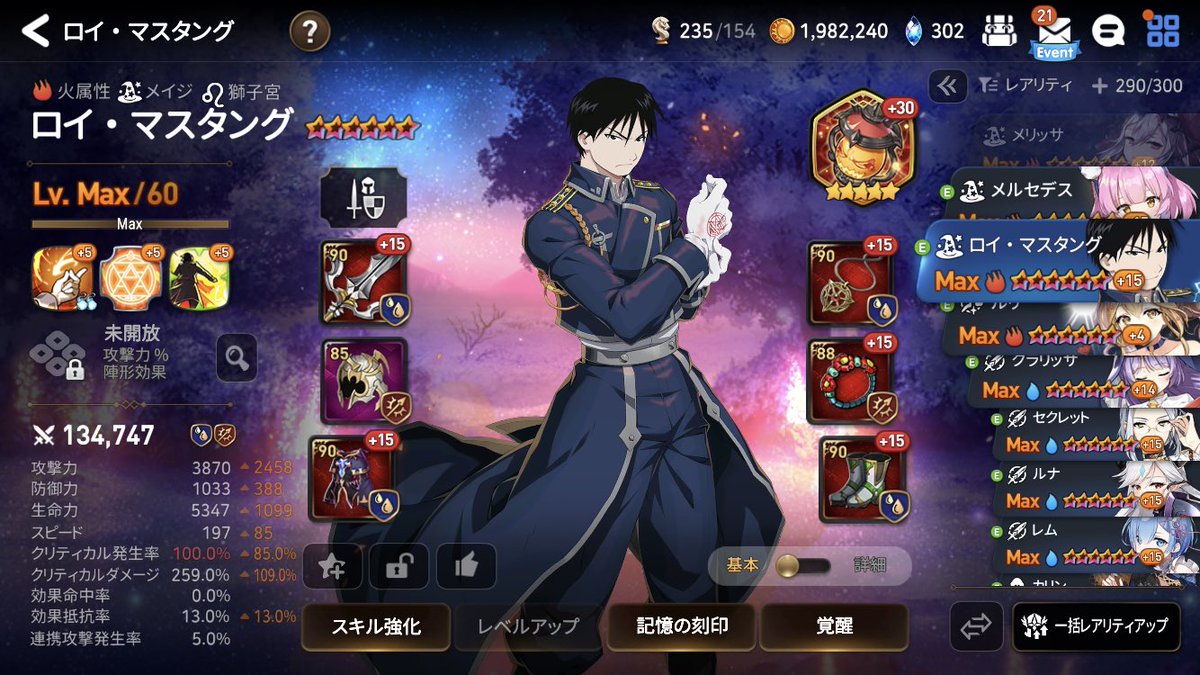 ロイ・マスタング
?
235/154
1,982,240
302
21
Event
火属性 メイジ 獅子宮
ロイ・マスタング
Lv. Max/60
Max
+5
+5
+5
未開放
攻撃力 %
陣形効果
134,747
攻撃力 3870 2458
防御力 1033 388
生命力 5347 1099
スピード 197 85
クリティカル発生率 100.0% 85.0%
クリティカルダメージ 259.0% 109.0%
効果命中率 0.0%
効果抵抗率 13.0% 13.0%
連携攻撃発生率 5.0%
90 +15
85
90 +15
+30
90 +15
88 +15
90 +15
基本 詳細
スキル強化
レベルアップ
記憶の刻印
覚醒
レアリティ
290/300
メリッサ
Max +12
E メルセデス
E ロイ・マスタング
Max +15
E
Max +4
E クラリッサ
Max +14
E セクレット
Max +15
E ルナ
Max +15
E レム
Max +15
E カリン
一括レアリティアップ